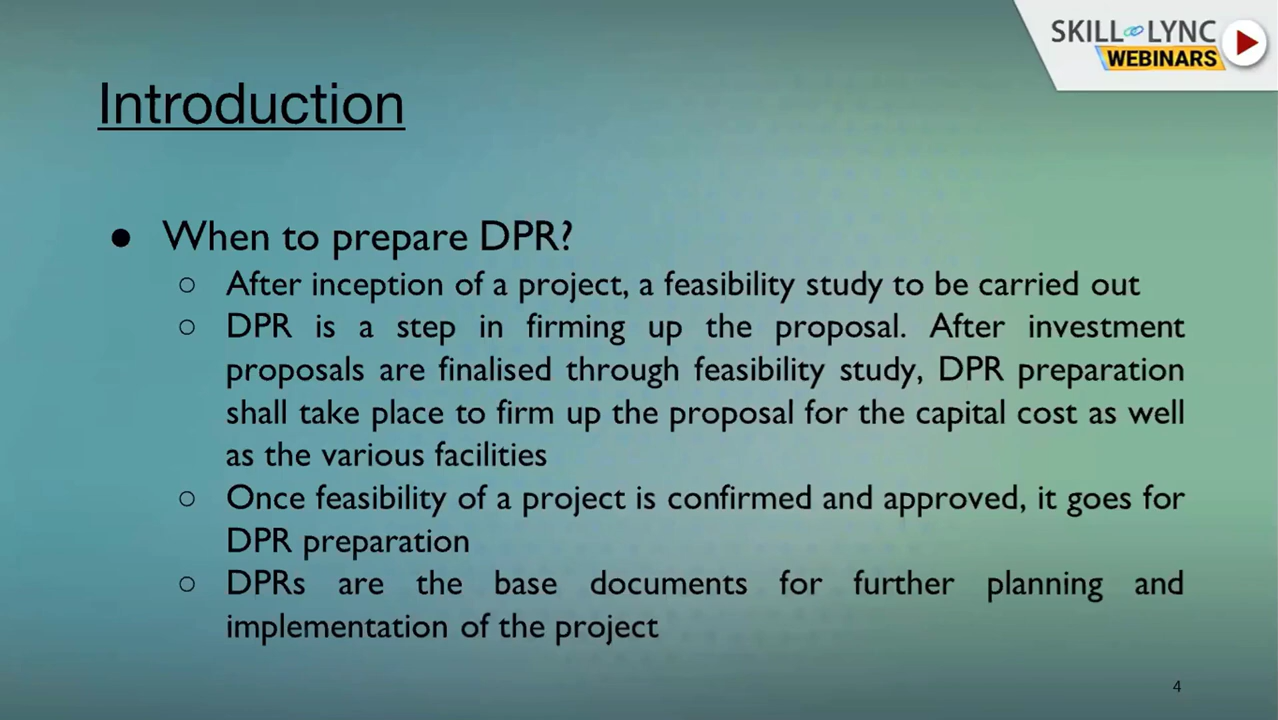 SKILL LYNC
WEBINARS
Introduction
● When to prepare DPR?
○ After inception of a project, a feasibility study to be carried out
○ DPR is a step in firming up the proposal. After investment
proposals are finalised through feasibility study, DPR preparation
shall take place to firm up the proposal for the capital cost as well
as the various facilities
○ Once feasibility of a project is confirmed and approved, it goes for
DPR preparation
○ DPRs are the base documents for further planning and
implementation of the project
4